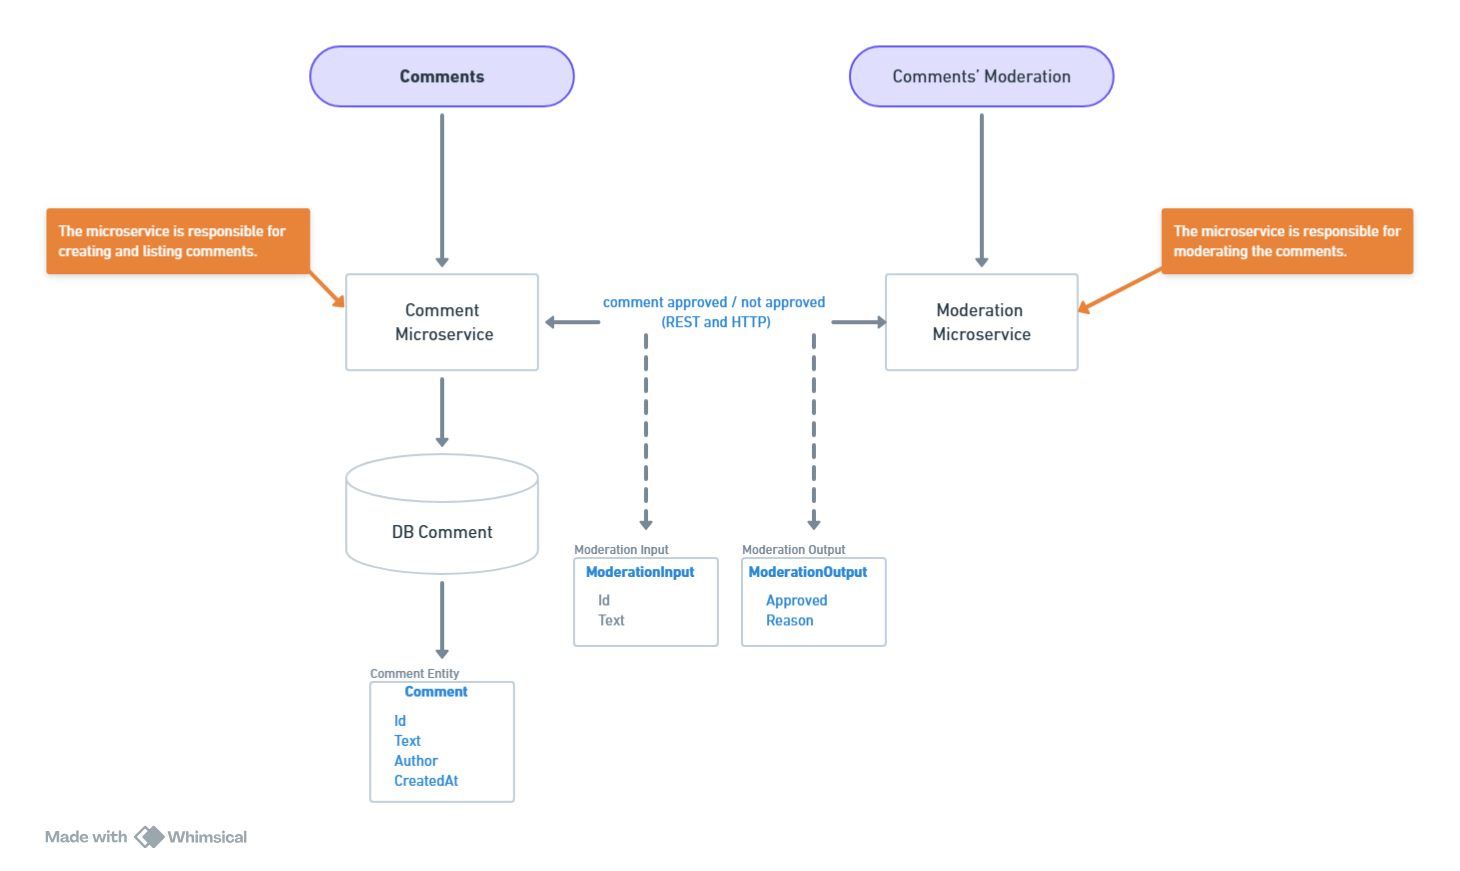 Comments
Comments’ Moderation
The microservice is responsible for
creating and listing comments.
The microservice is responsible for
moderating the comments.
Comment
Microservice
comment approved / not approved
(REST and HTTP)
Moderation
Microservice
DB Comment
Moderation Input
ModerationInput
Id
Text
Moderation Output
ModerationOutput
Approved
Reason
Comment Entity
Comment
Id
Text
Author
CreatedAt
Made with Whimsical